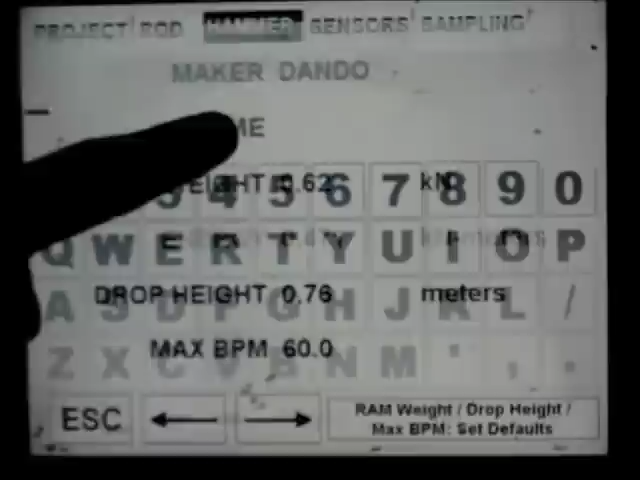 PROJECT ROD HAMMER SENSORS SAMPLING
MAKER DANDO
ME
EIGHT 0.62 kN
3 4 5 6 7 8 9 0
Q W E R T Y U I O P
DROP HEIGHT 0.76 meters
A S D F G H J K L /
MAX BPM 60.0
Z X C V B N M ' , .
ESC ← → RAM Weight / Drop Height /
Max BPM: Set Defaults